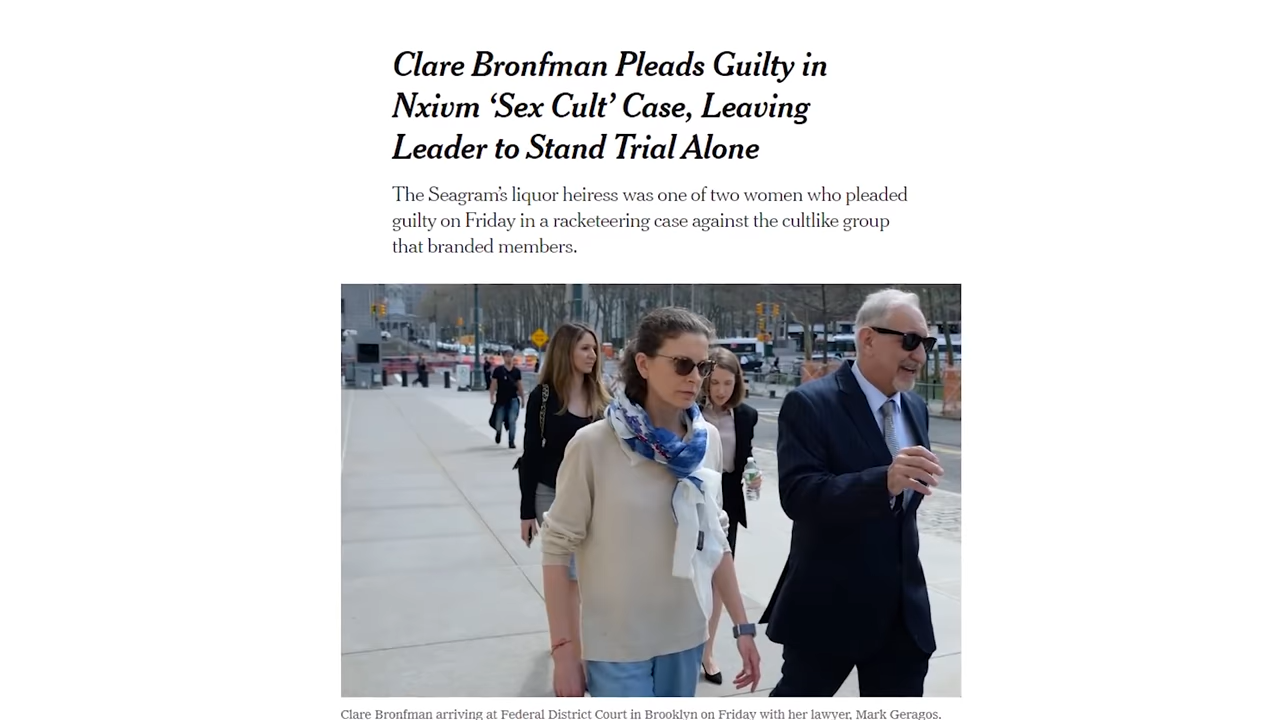 Clare Bronfman Pleads Guilty in
Nxivm ‘Sex Cult’ Case, Leaving
Leader to Stand Trial Alone
The Seagram’s liquor heiress was one of two women who pleaded
guilty on Friday in a racketeering case against the cultlike group
that branded members.
Clare Bronfman arriving at Federal District Court in Brooklyn on Friday with her lawyer, Mark Geragos.